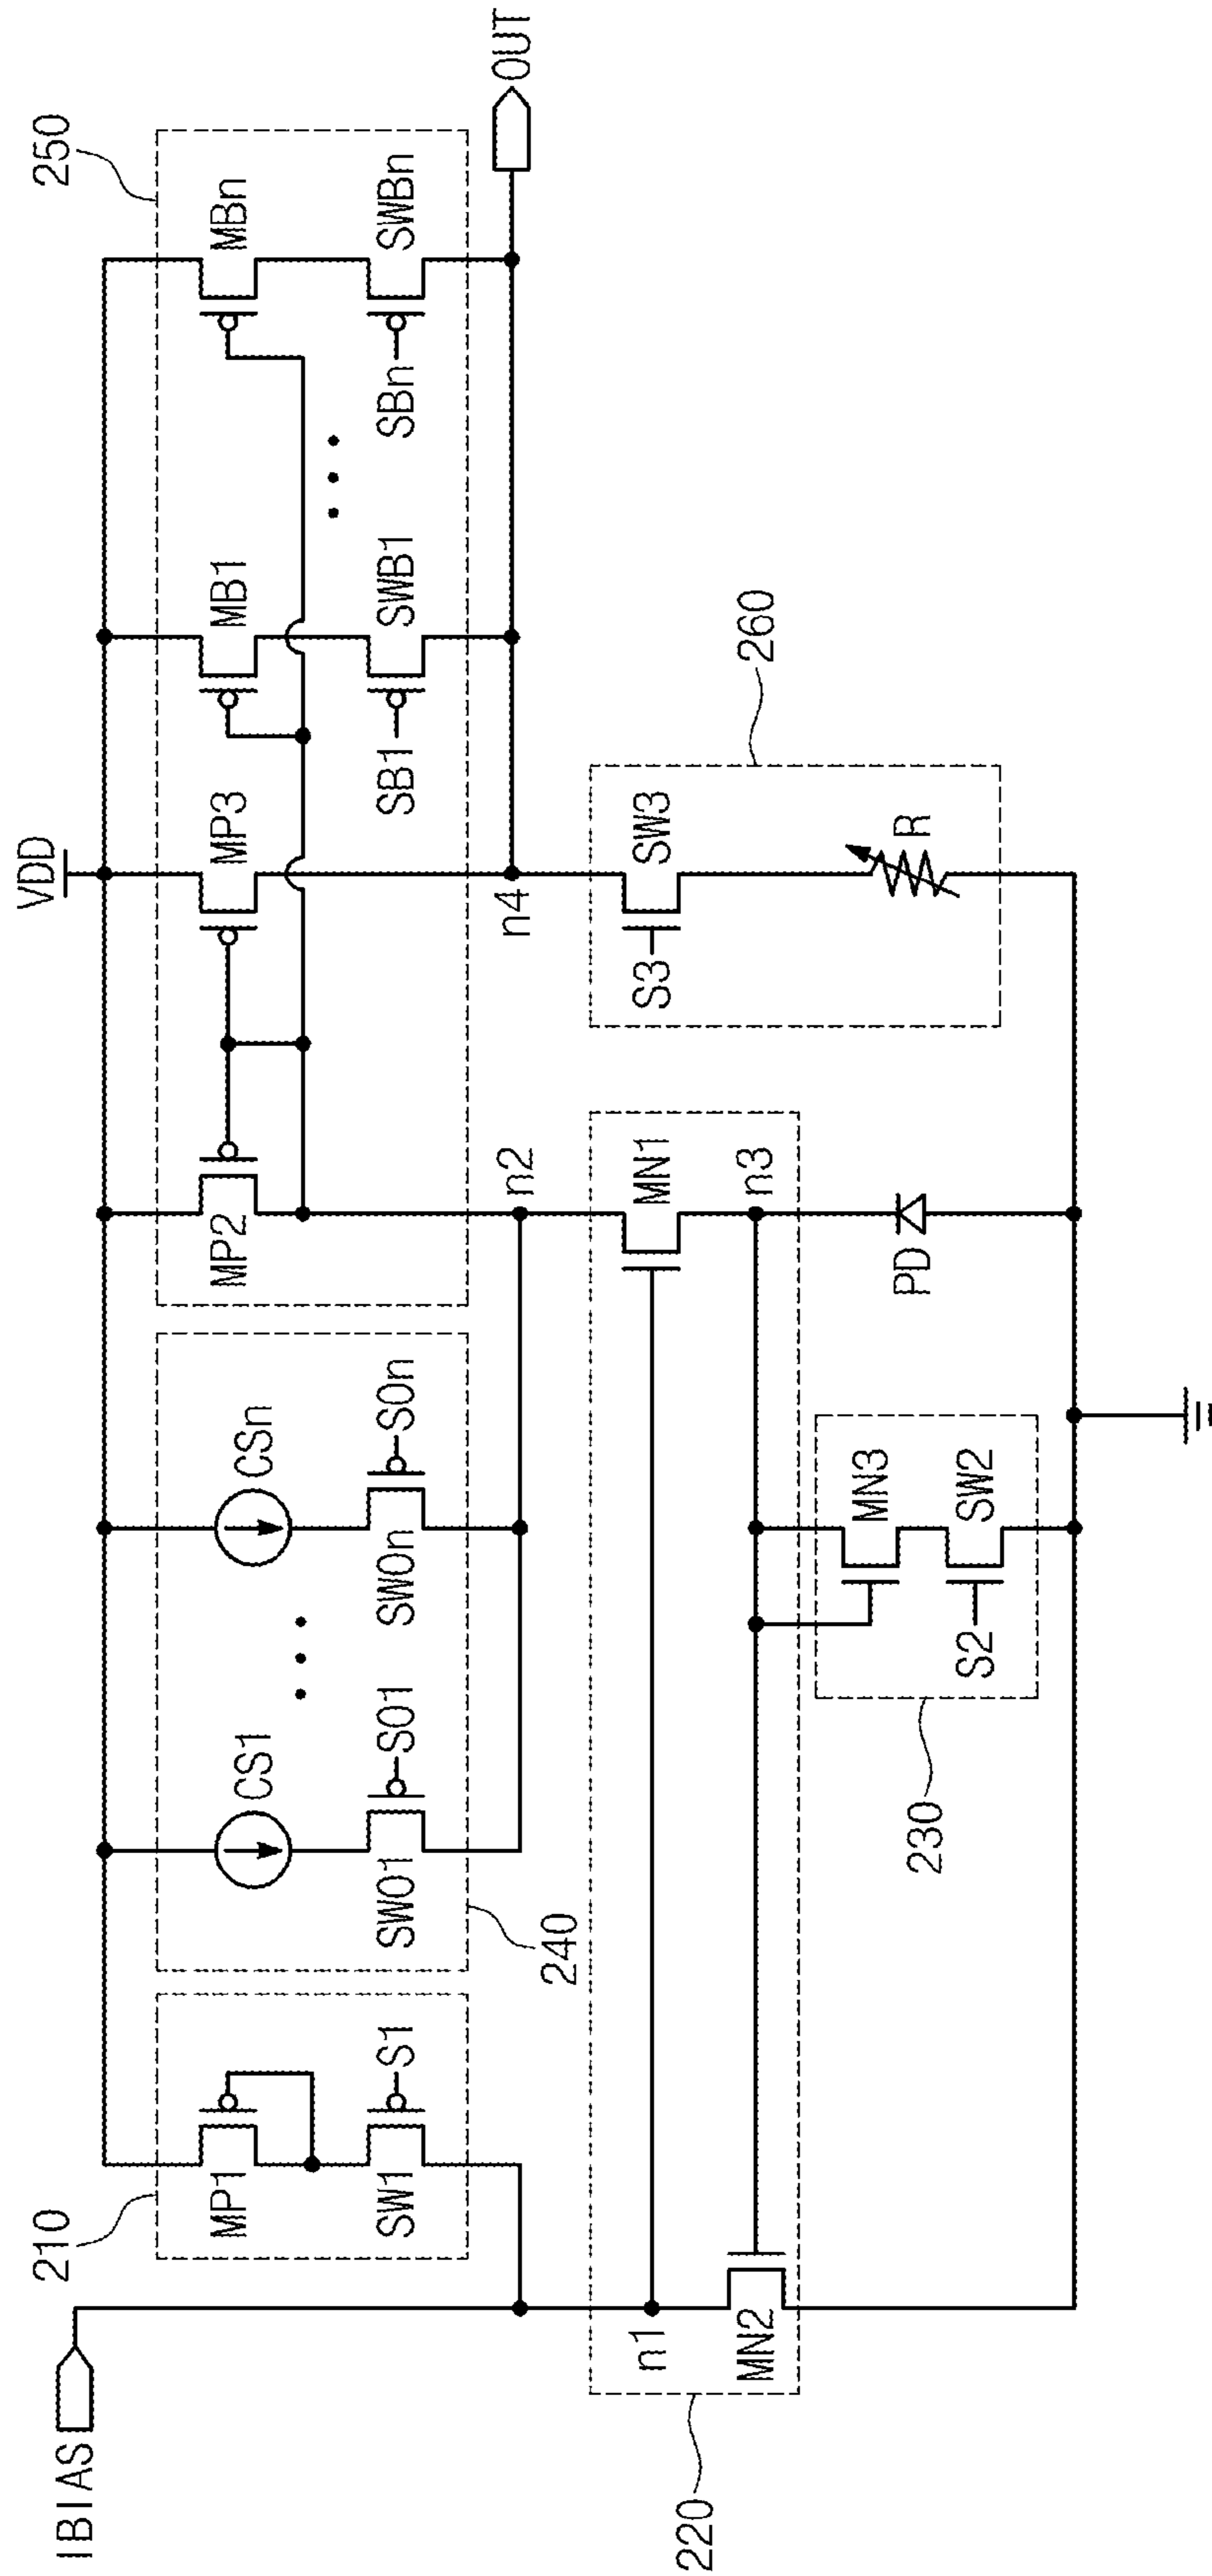 IBIAS
210
MP1
SW1
S1
240
CS1
SWO1
SO1
CSn
SWOn
SOn
250
VDD
MP2
MP3
MB1
SWB1
SB1
MBn
SWBn
SBn
OUT
n1
n2
n3
n4
220
MN2
MN1
230
MN3
SW2
S2
PD
260
SW3
S3
R